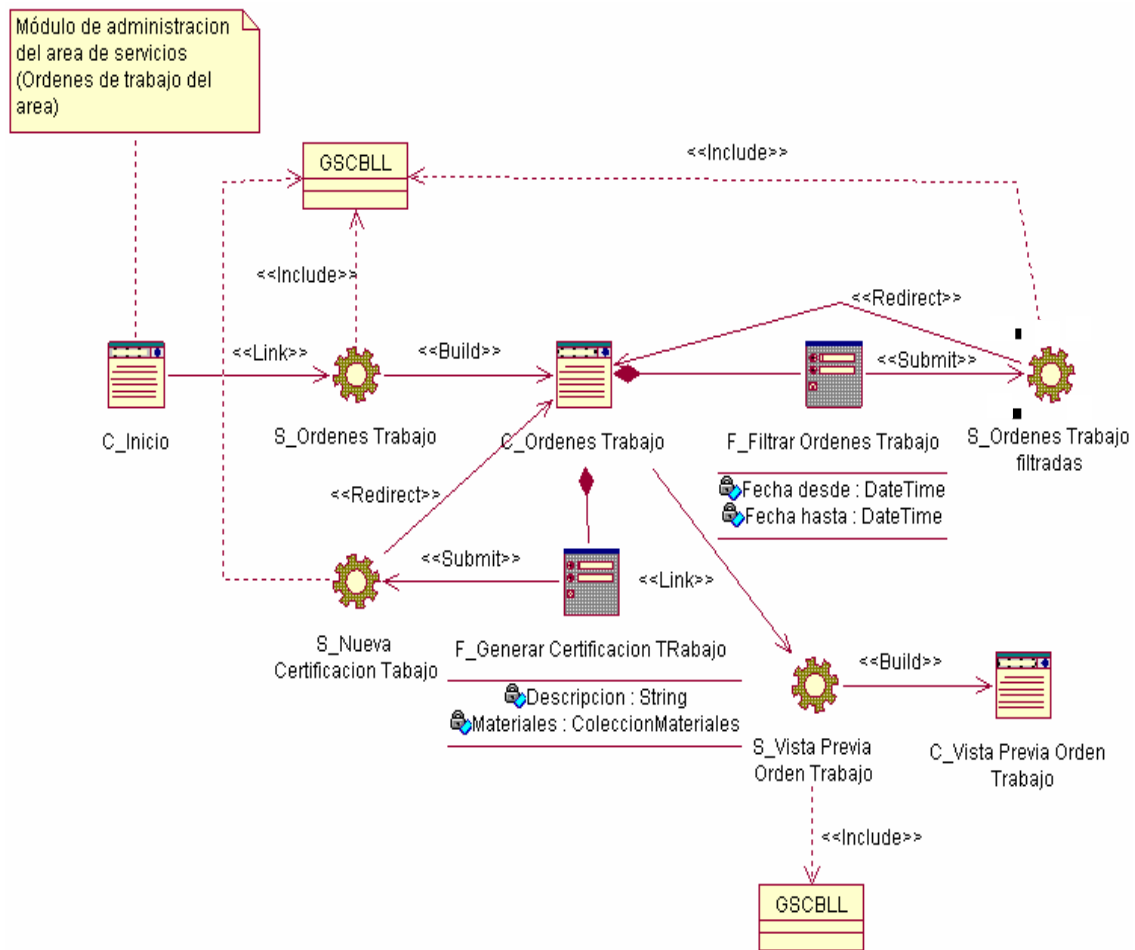 Módulo de administracion
del area de servicios
(Ordenes de trabajo del
area)
GSCBLL
<<Include>>
<<Include>>
<<Redirect>>
<<Link>>
<<Build>>
<<Submit>>
C_Inicio
S_Ordenes Trabajo
C_Ordenes Trabajo
F_Filtrar Ordenes Trabajo
S_Ordenes Trabajo
filtradas
Fecha desde : DateTime
Fecha hasta : DateTime
<<Redirect>>
<<Submit>>
<<Link>>
S_Nueva
Certificacion Tabajo
F_Generar Certificacion TRabajo
Descripcion : String
Materiales : ColeccionMateriales
<<Build>>
S_Vista Previa
Orden Trabajo
C_Vista Previa Orden
Trabajo
<<Include>>
GSCBLL